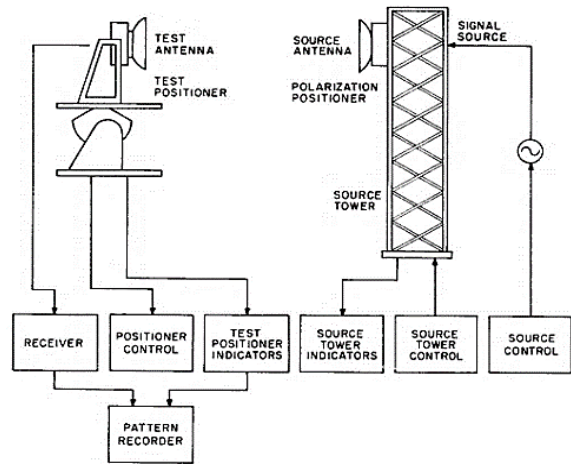 TEST
ANTENNA
TEST
POSITIONER
SOURCE
ANTENNA
POLARIZATION
POSITIONER
SIGNAL
SOURCE
SOURCE
TOWER
RECEIVER
POSITIONER
CONTROL
TEST
POSITIONER
INDICATORS
SOURCE
TOWER
INDICATORS
SOURCE
TOWER
CONTROL
SOURCE
CONTROL
PATTERN
RECORDER